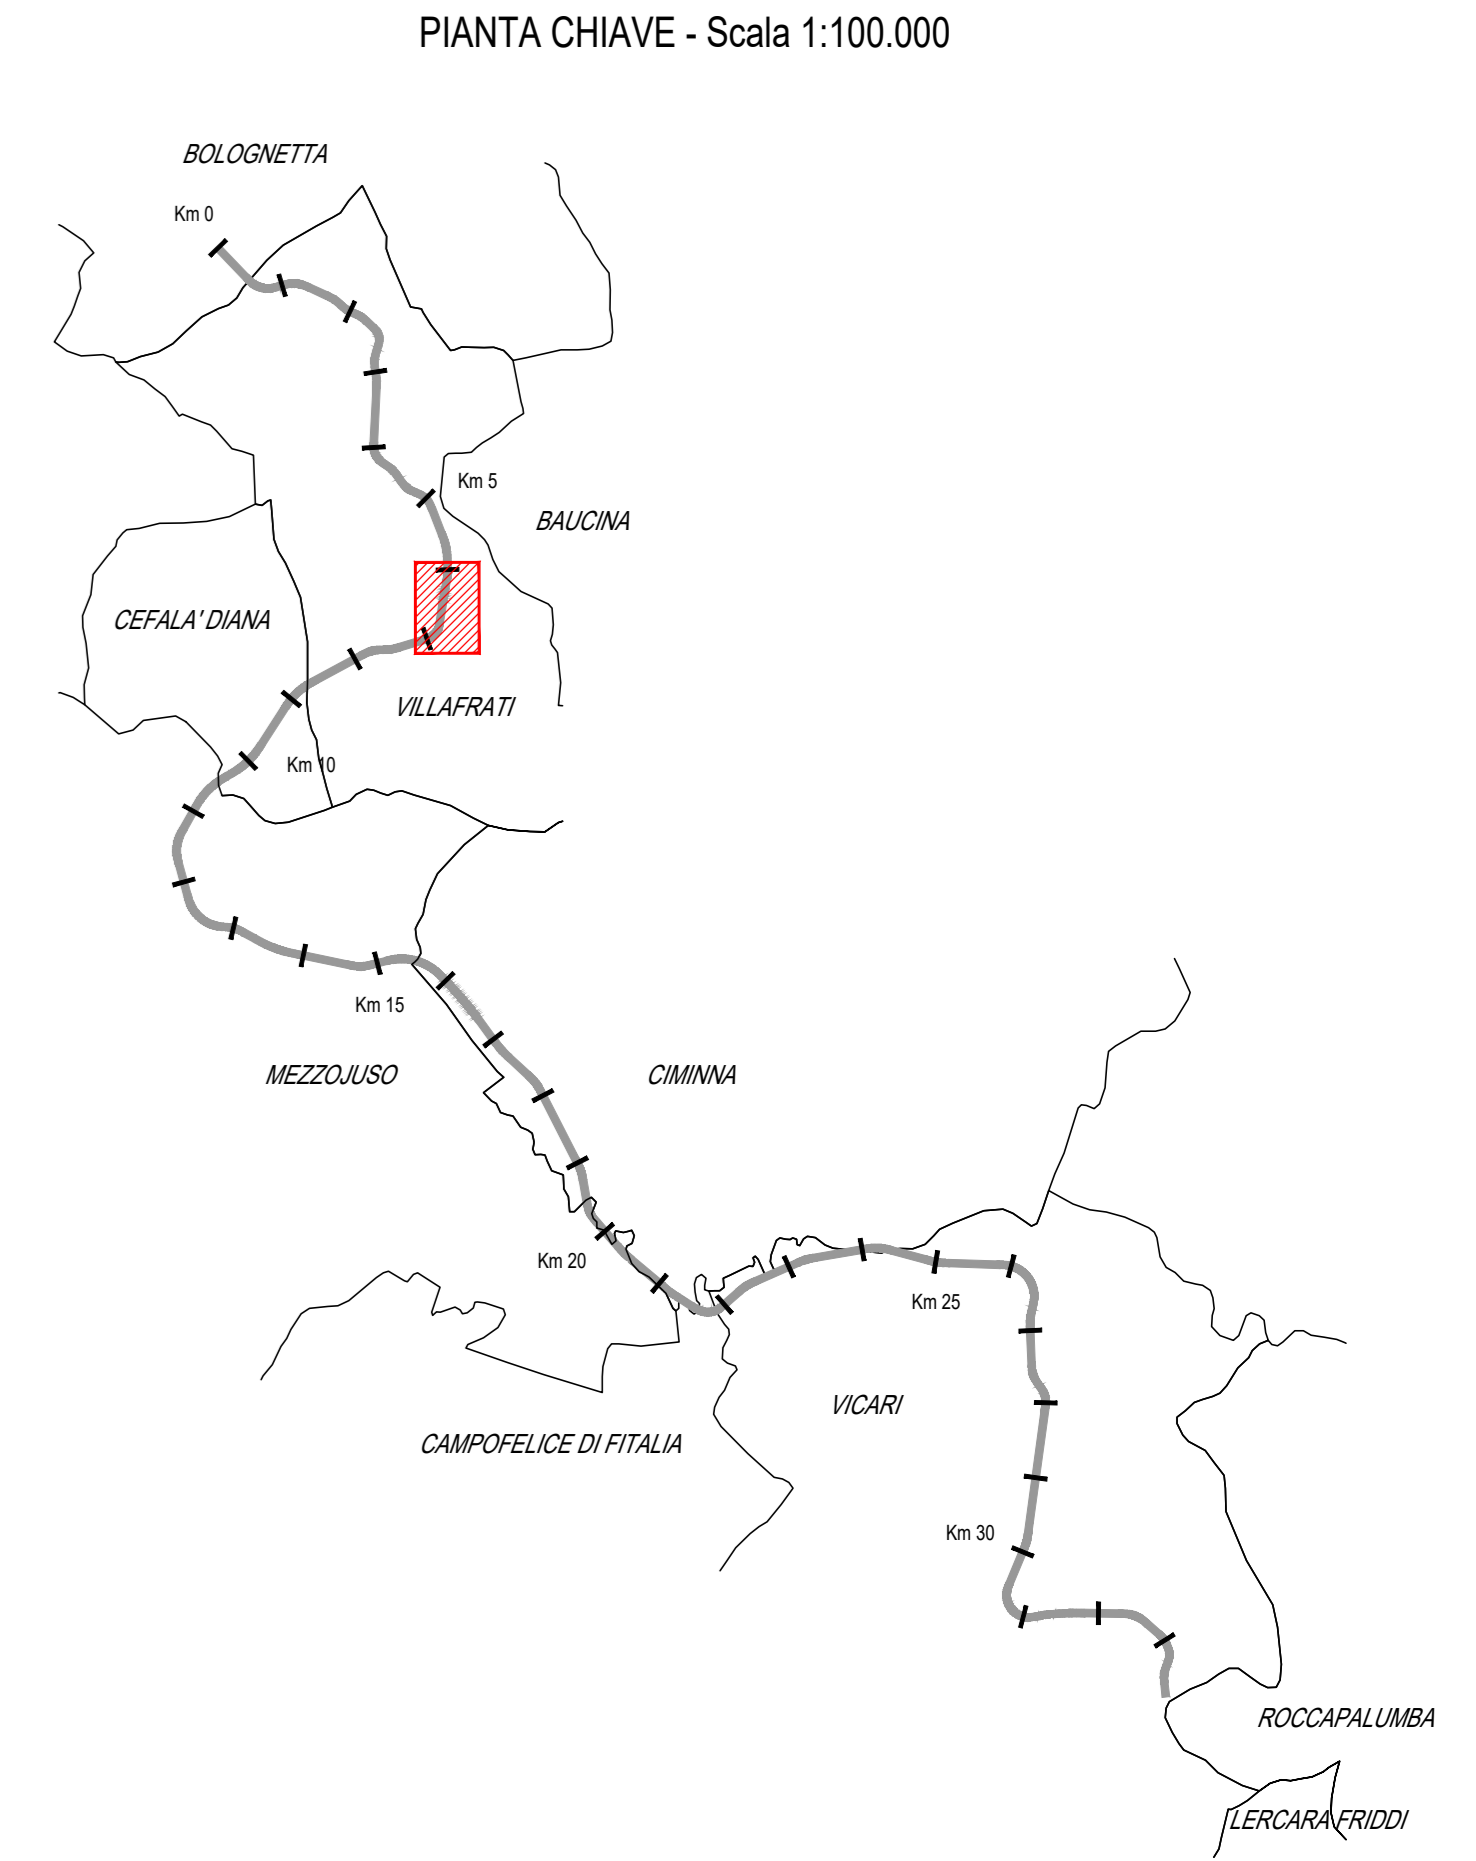 PIANTA CHIAVE - Scala 1:100.000
BOLOGNETTA
Km 0
Km 5
BAUCINA
CEFALA' DIANA
VILLAFRATI
Km 10
Km 15
MEZZOJUSO
CIMINNA
Km 20
Km 25
VICARI
CAMPOFELICE DI FITALIA
Km 30
ROCCAPALUMBA
LERCARA FRIDDI